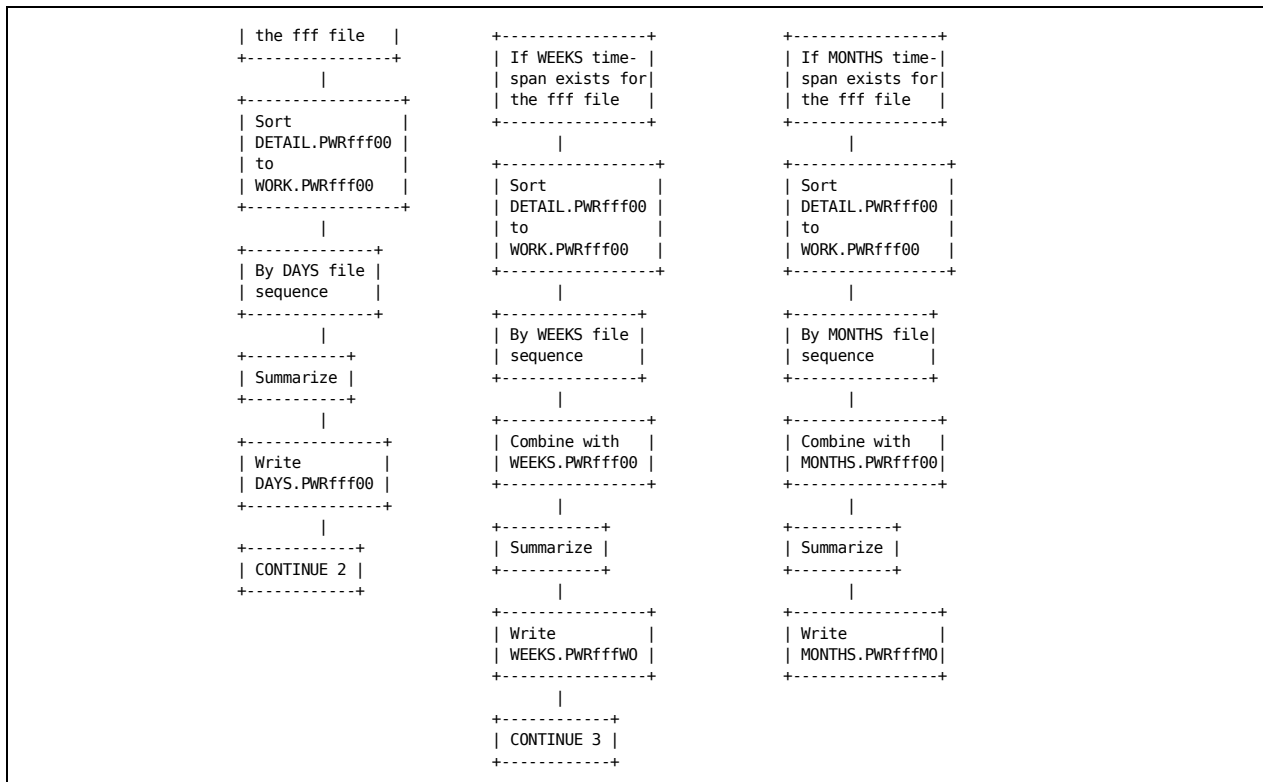 the fff file
Sort
DETAIL.PWRfff00
to
WORK.PWRfff00
By DAYS file
sequence
Summarize
Write
DAYS.PWRfff00
CONTINUE 2
If WEEKS time-
span exists for
the fff file
Sort
DETAIL.PWRfff00
to
WORK.PWRfff00
By WEEKS file
sequence
Combine with
WEEKS.PWRfff00
Summarize
Write
WEEKS.PWRfffWO
CONTINUE 3
If MONTHS time-
span exists for
the fff file
Sort
DETAIL.PWRfff00
to
WORK.PWRfff00
By MONTHS file
sequence
Combine with
MONTHS.PWRfff00
Summarize
Write
MONTHS.PWRfffMO